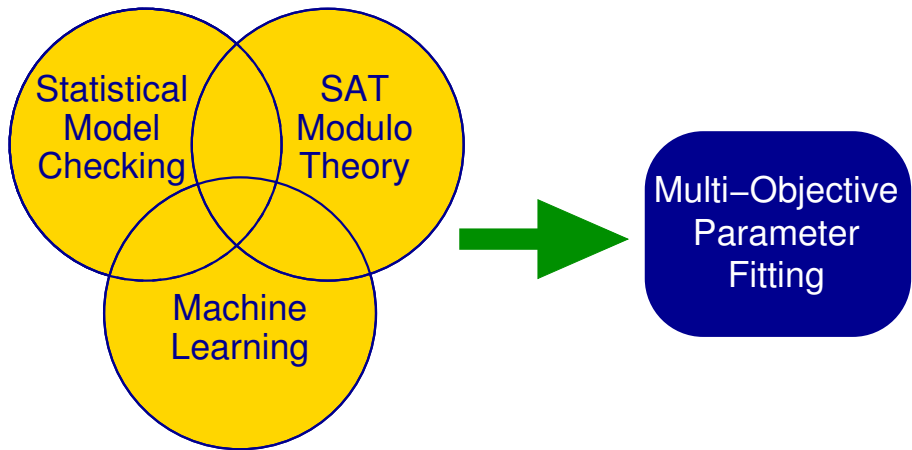 Statistical
Model
Checking
SAT
Modulo
Theory
Machine
Learning
Multi−Objective
Parameter
Fitting